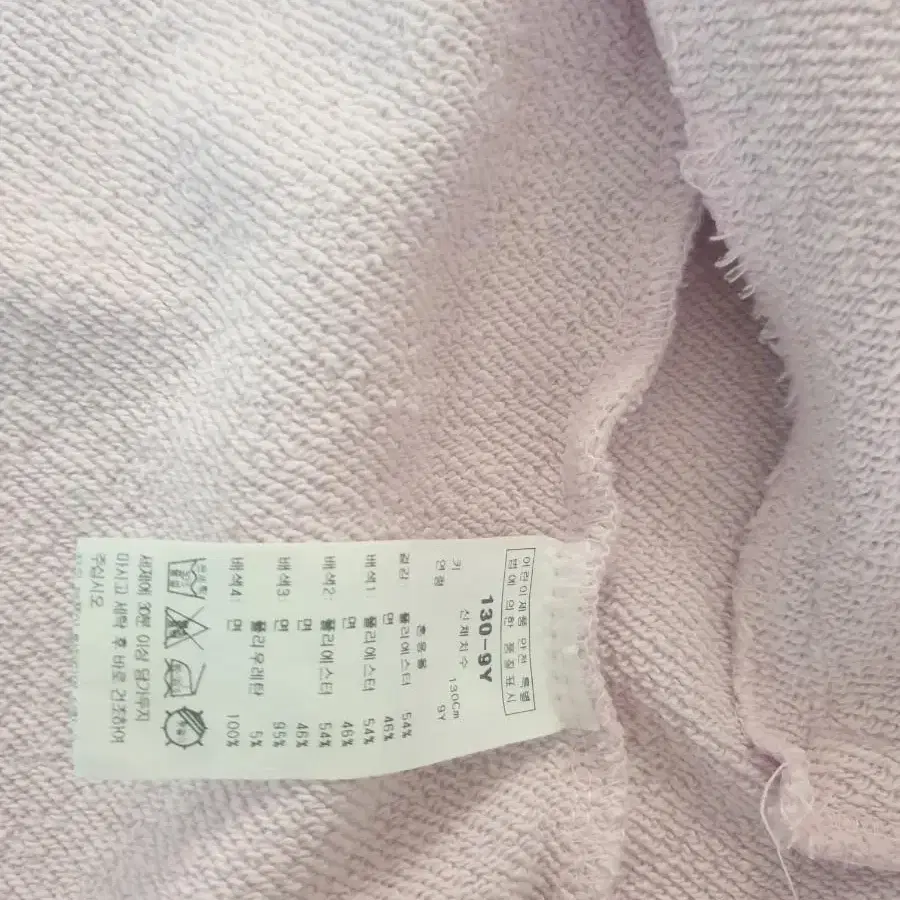 어린이제품 안전 특별
법에 의한 품질표시
130-9Y
신체치수
키 130Cm
연령 9Y
혼용률
겉감: 폴리에스터 54%
면 46%
배색1: 폴리에스터 54%
면 46%
배색2: 폴리에스터 54%
면 46%
배색3: 면 95%
폴리우레탄 5%
배색4: 면 100%
세제에 30분 이상 담가두지
마시고 세탁 후 바로 건조하여
주십시오